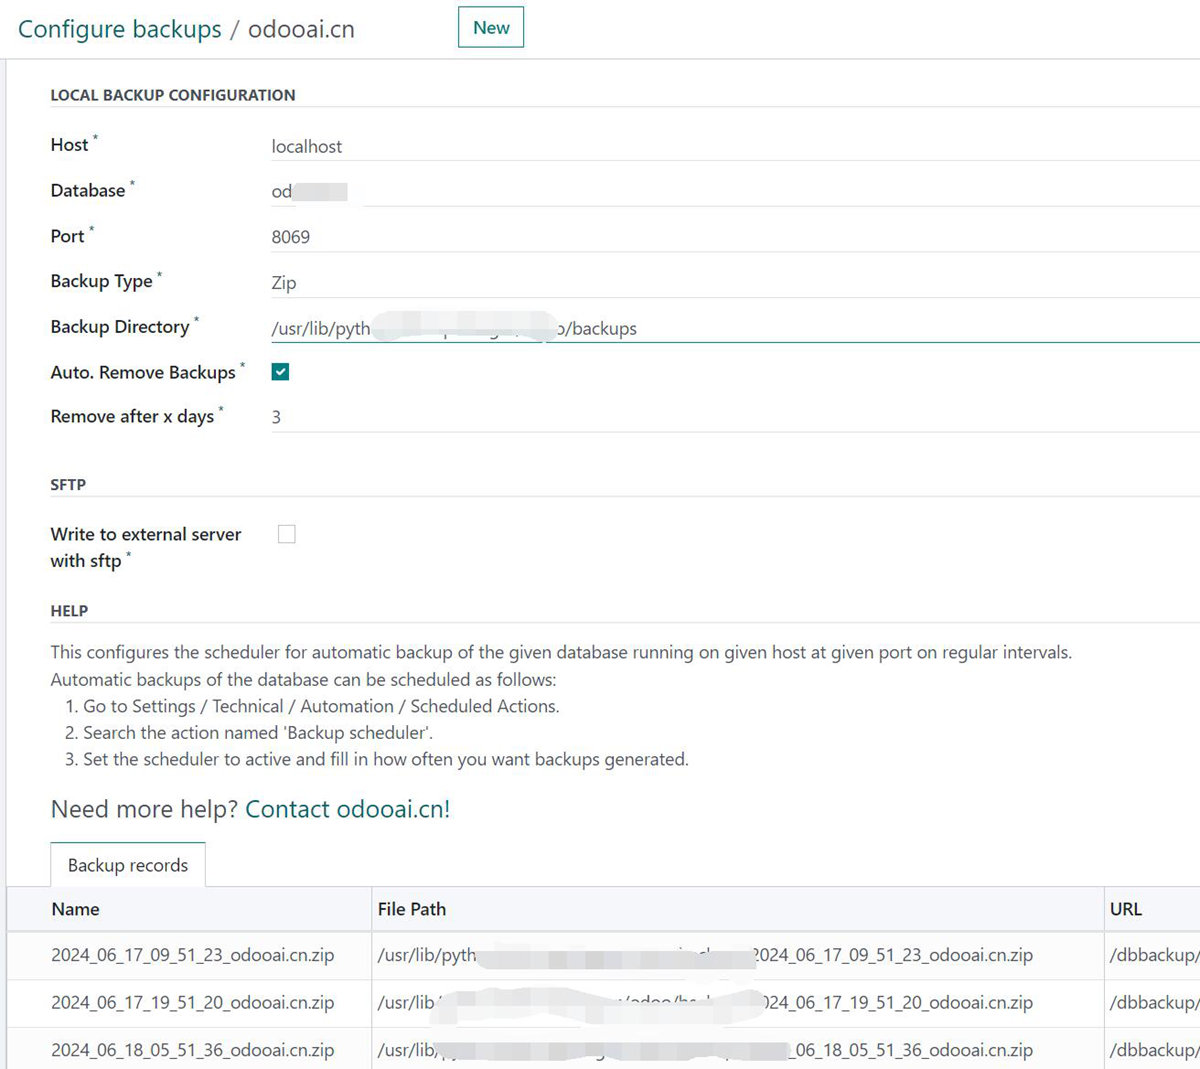 Configure backups / odooai.cn New
LOCAL BACKUP CONFIGURATION
Host * localhost
Database * od
Port * 8069
Backup Type * Zip
Backup Directory * /usr/lib/pyth /backups
Auto. Remove Backups *
Remove after x days * 3
SFTP
Write to external server
with sftp *
HELP
This configures the scheduler for automatic backup of the given database running on given host at given port on regular intervals.
Automatic backups of the database can be scheduled as follows:
1. Go to Settings / Technical / Automation / Scheduled Actions.
2. Search the action named 'Backup scheduler'.
3. Set the scheduler to active and fill in how often you want backups generated.
Need more help? Contact odooai.cn!
Backup records
Name File Path URL
2024_06_17_09_51_23_odooai.cn.zip /usr/lib/pyth 2024_06_17_09_51_23_odooai.cn.zip /dbbackup/
2024_06_17_19_51_20_odooai.cn.zip /usr/lib/ /odoo/ 024_06_17_19_51_20_odooai.cn.zip /dbbackup/
2024_06_18_05_51_36_odooai.cn.zip /usr/lib/ _06_18_05_51_36_odooai.cn.zip /dbbackup/